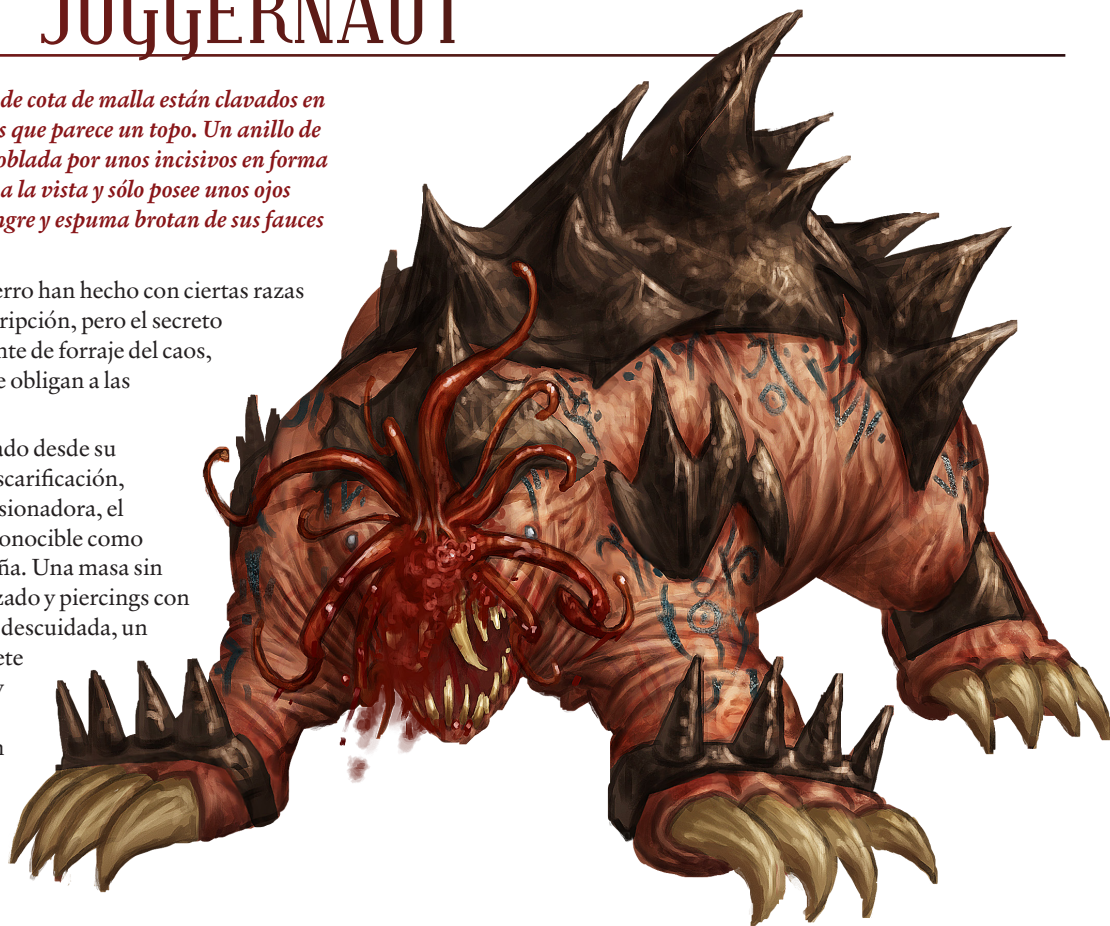 JUGGERNAUT
de cota de malla están clavados en
s que parece un topo. Un anillo de
oblada por unos incisivos en forma
a la vista y sólo posee unos ojos
ngre y espuma brotan de sus fauces
erro han hecho con ciertas razas
ripción, pero el secreto
nte de forraje del caos,
e obligan a las
ndo desde su
scarificación,
sionadora, el
onocible como
ña. Una masa sin
zado y piercings con
descuidada, un
ete
y
n